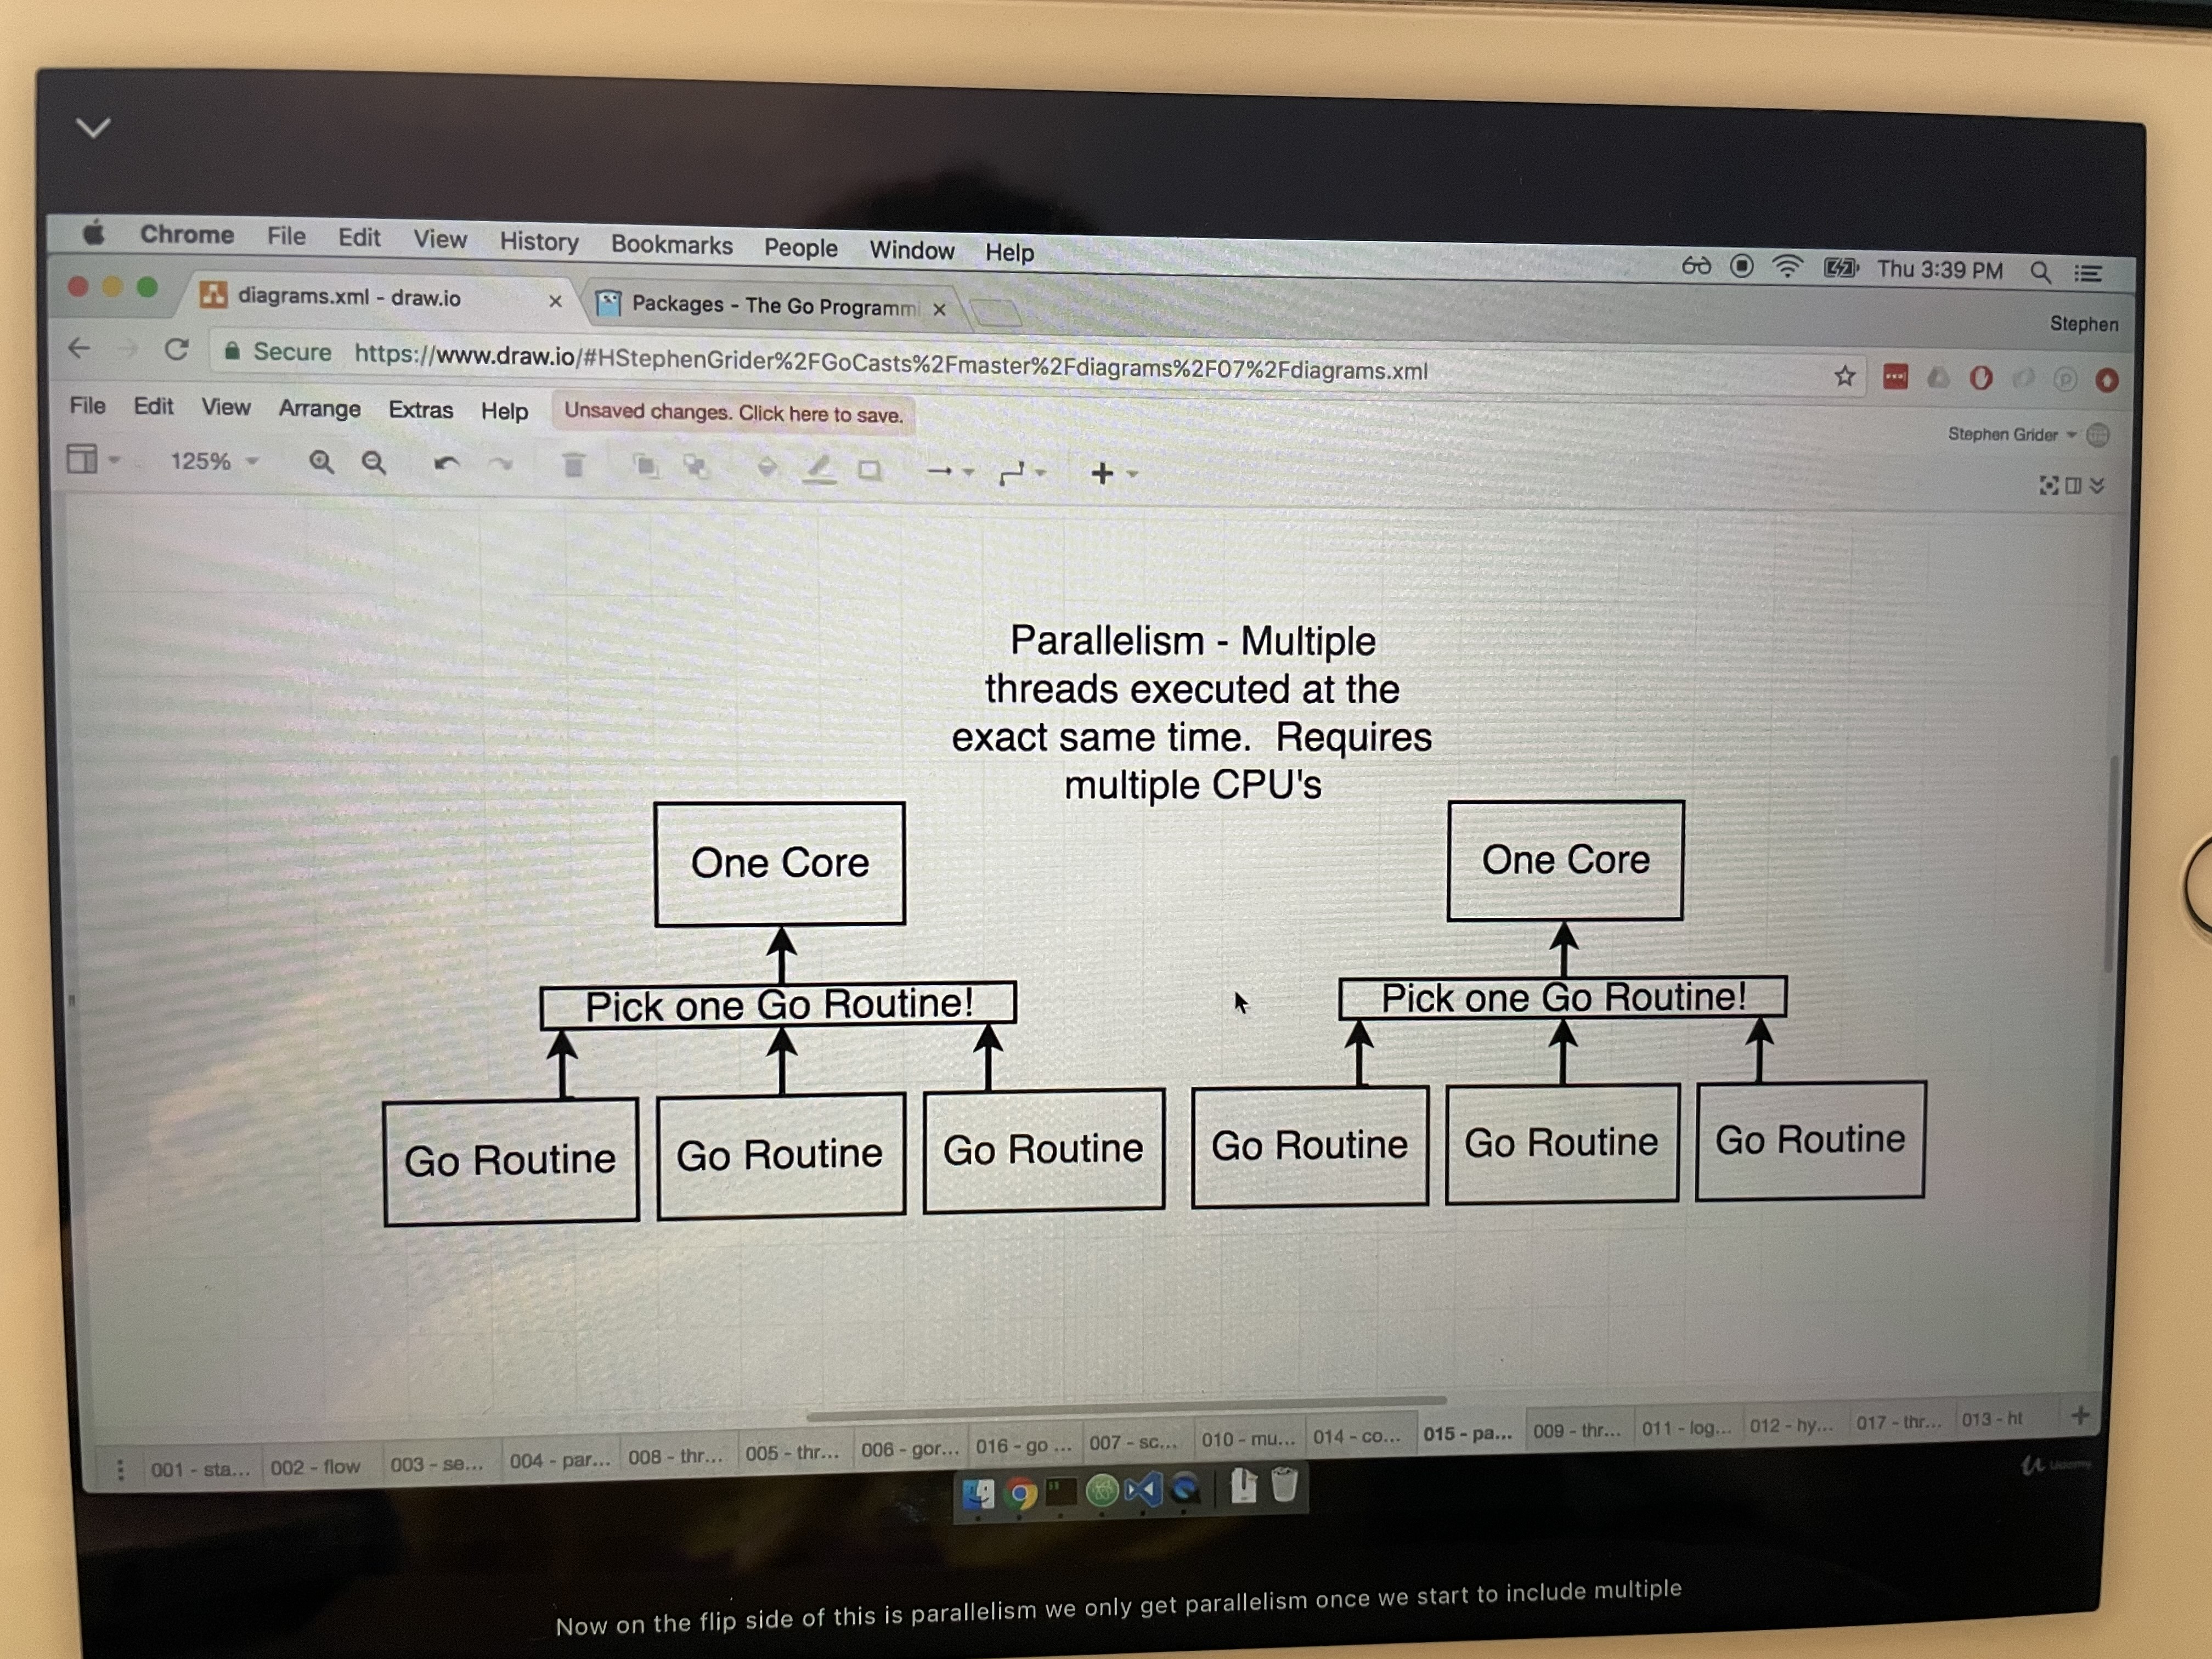 Chrome File Edit View History Bookmarks People Window Help
Thu 3:39 PM
diagrams.xml - draw.io
Packages - The Go Programmi
Stephen
Secure https://www.draw.io/#HStephenGrider%2FGoCasts%2Fmaster%2Fdiagrams%2F07%2Fdiagrams.xml
File Edit View Arrange Extras Help Unsaved changes. Click here to save.
Stephen Grider
125%
Parallelism - Multiple
threads executed at the
exact same time. Requires
multiple CPU's
One Core One Core
Pick one Go Routine! Pick one Go Routine!
Go Routine Go Routine Go Routine Go Routine Go Routine Go Routine
001 - sta... 002 - flow 003 - se... 004 - par... 008 - thr... 005 - thr... 006 - gor... 016 - go ... 007 - sc... 010 - mu... 014 - co... 015 - pa... 009 - thr... 011 - log... 012 - hy... 017 - thr... 013 - ht
Udemy
Now on the flip side of this is parallelism we only get parallelism once we start to include multiple